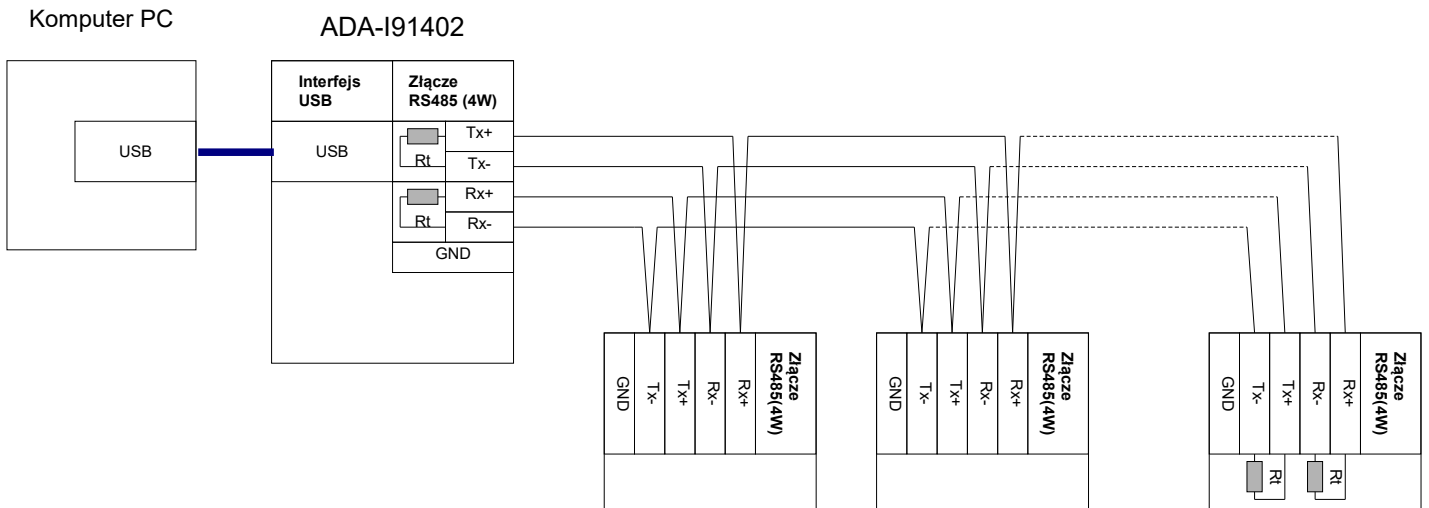 Komputer PC
ADA-I91402
Interfejs
USB
Złącze
RS485 (4W)
USB
USB
Rt
Tx+
Tx-
Rt
Rx+
Rx-
GND
GND
Tx-
Tx+
Rx-
Rx+
Złącze
RS485(4W)
GND
Tx-
Tx+
Rx-
Rx+
Złącze
RS485(4W)
GND
Tx-
Tx+
Rx-
Rx+
Złącze
RS485(4W)
Rt
Rt